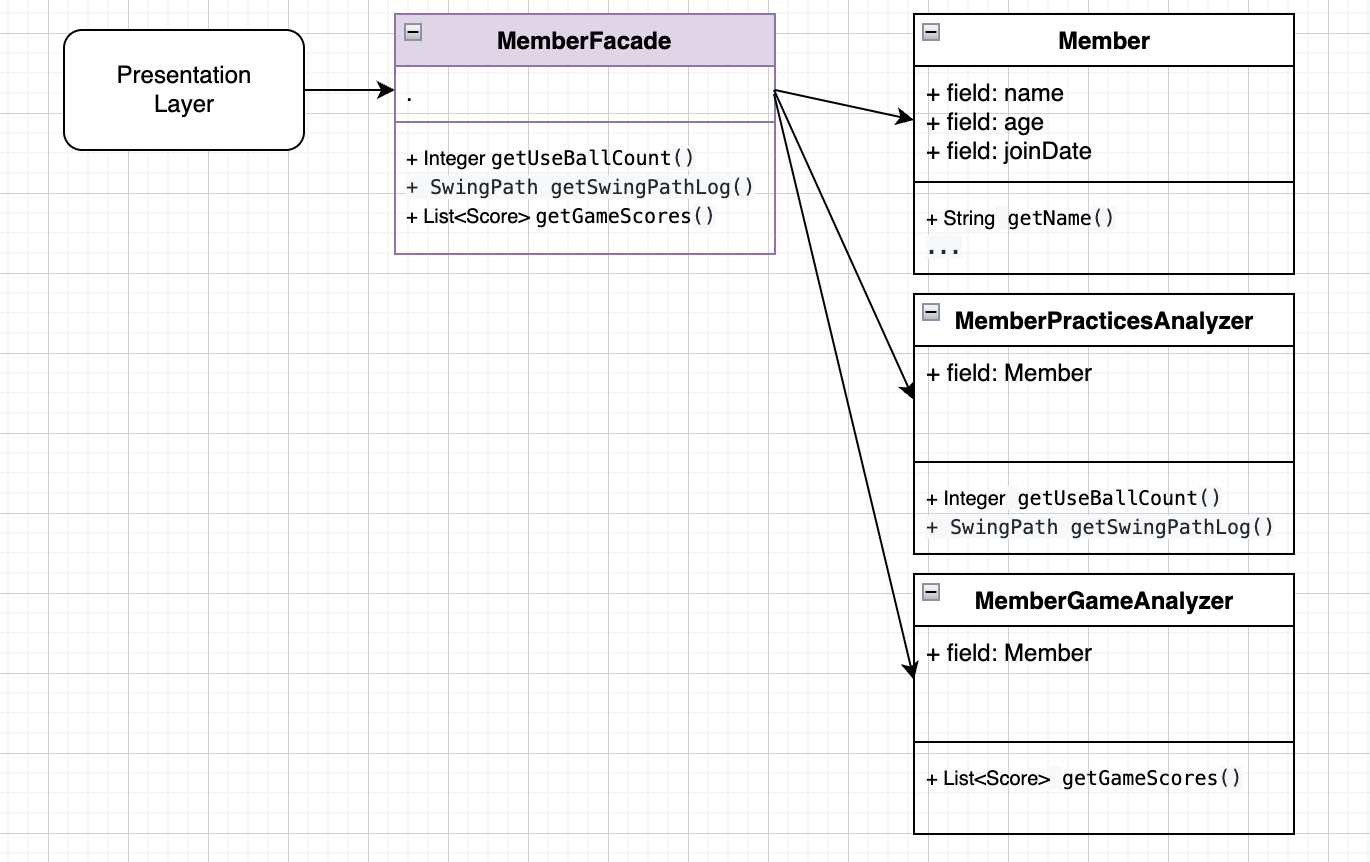 Presentation
Layer
MemberFacade
.
+ Integer getUseBallCount()
+ SwingPath getSwingPathLog()
+ List<Score> getGameScores()
Member
+ field: name
+ field: age
+ field: joinDate
+ String getName()
...
MemberPracticesAnalyzer
+ field: Member
+ Integer getUseBallCount()
+ SwingPath getSwingPathLog()
MemberGameAnalyzer
+ field: Member
+ List<Score> getGameScores()